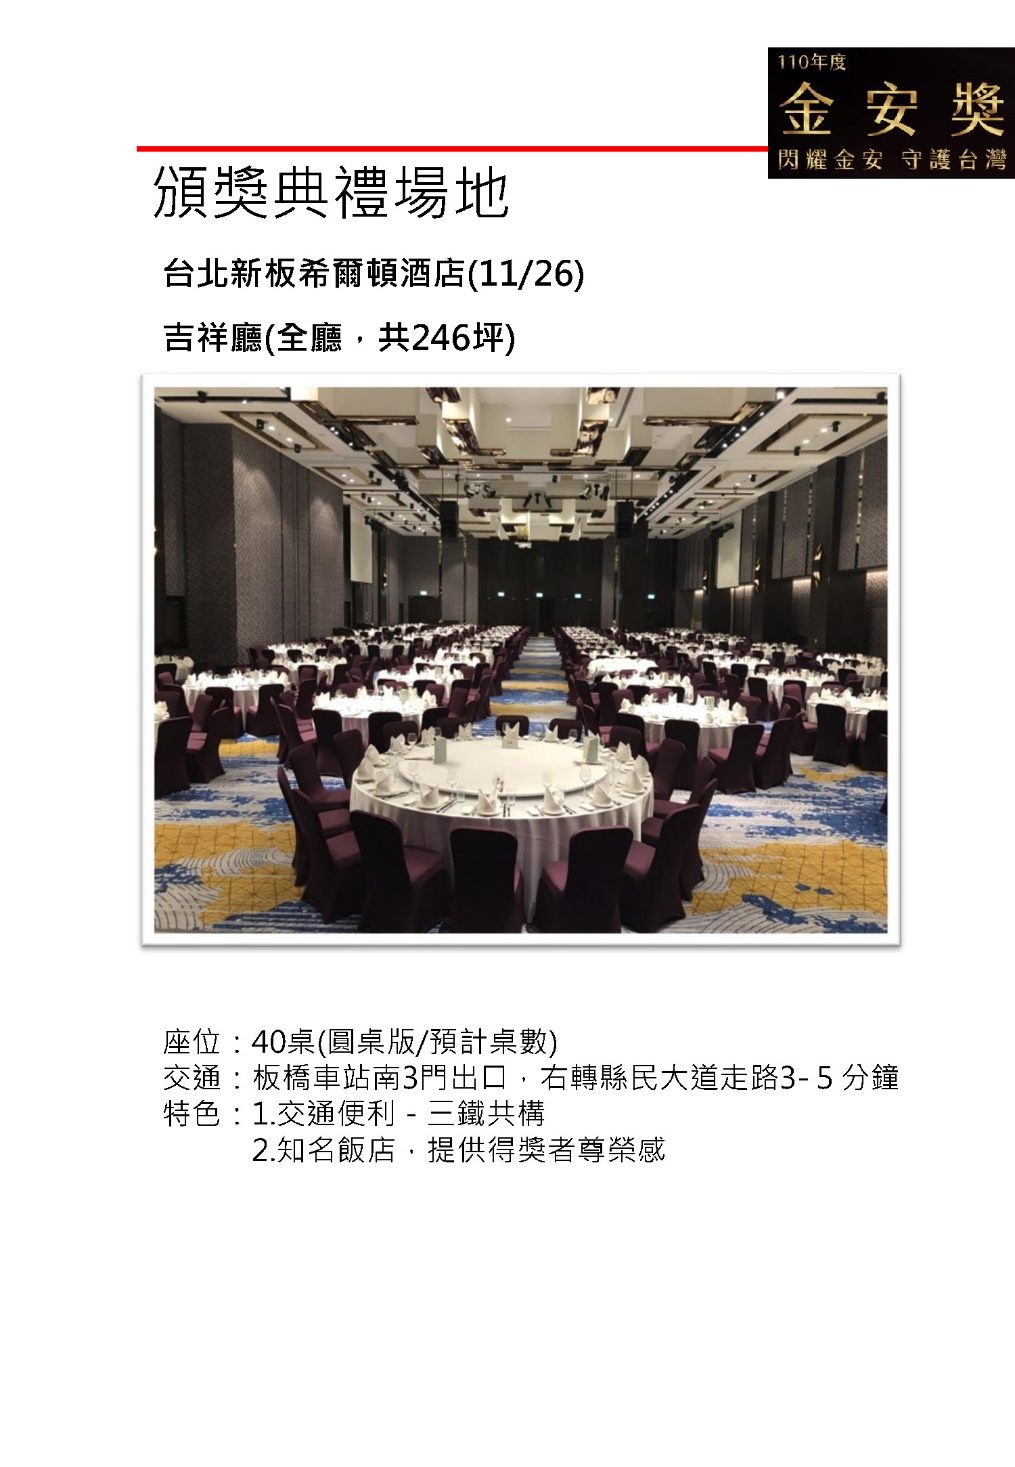 110年度
金安獎
閃耀金安 守護台灣
頒獎典禮場地
台北新板希爾頓酒店(11/26)
吉祥廳(全廳，共246坪)
座位：40桌(圓桌版/預計桌數)
交通：板橋車站南3門出口，右轉縣民大道走路3-５分鐘
特色：1.交通便利－三鐵共構
2.知名飯店，提供得獎者尊榮感